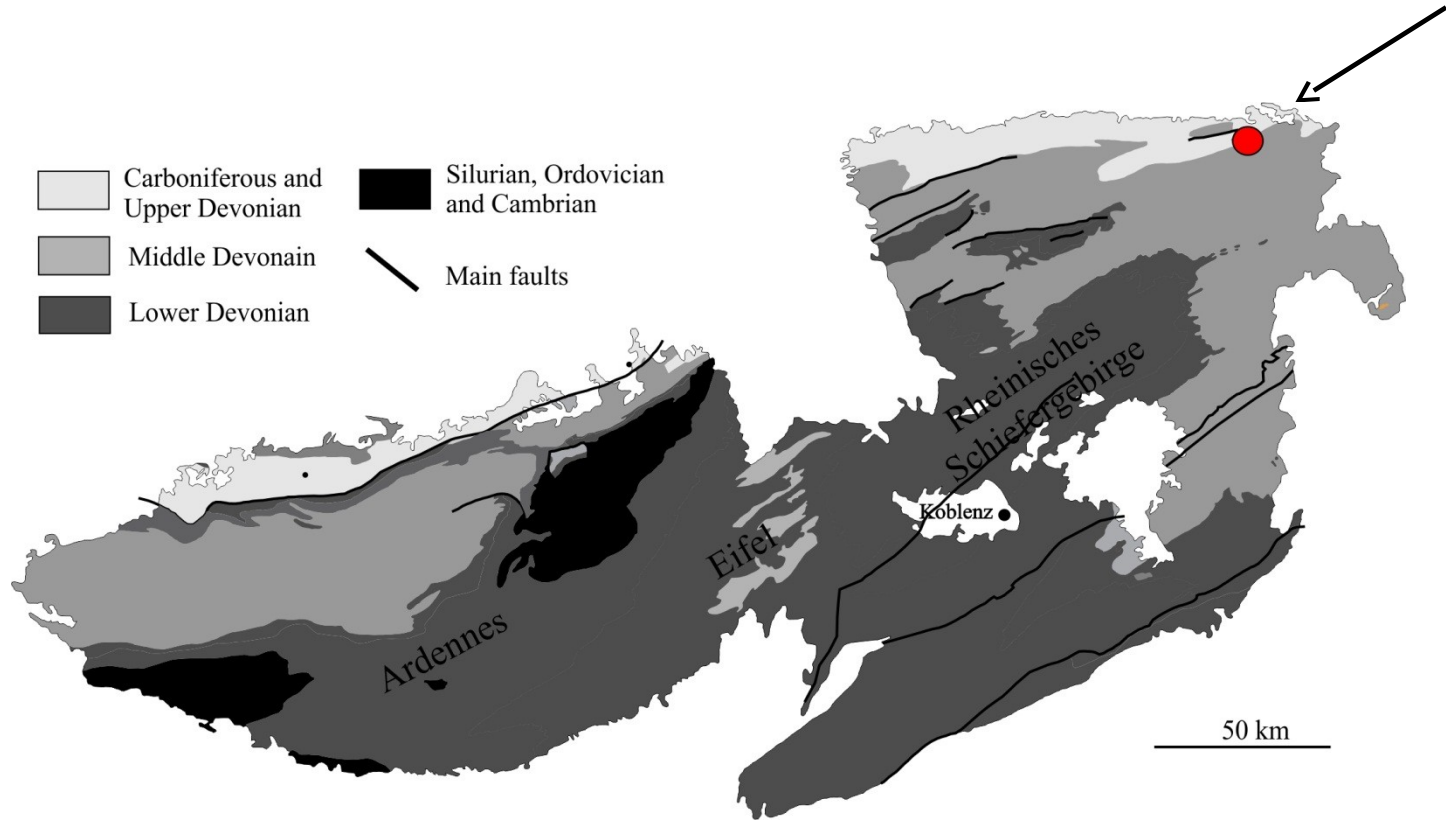 Carboniferous and
Upper Devonian
Silurian, Ordovician
and Cambrian
Middle Devonain
Main faults
Lower Devonian
Rheinisches
Schiefergebirge
Koblenz
Eifel
Ardennes
50 km